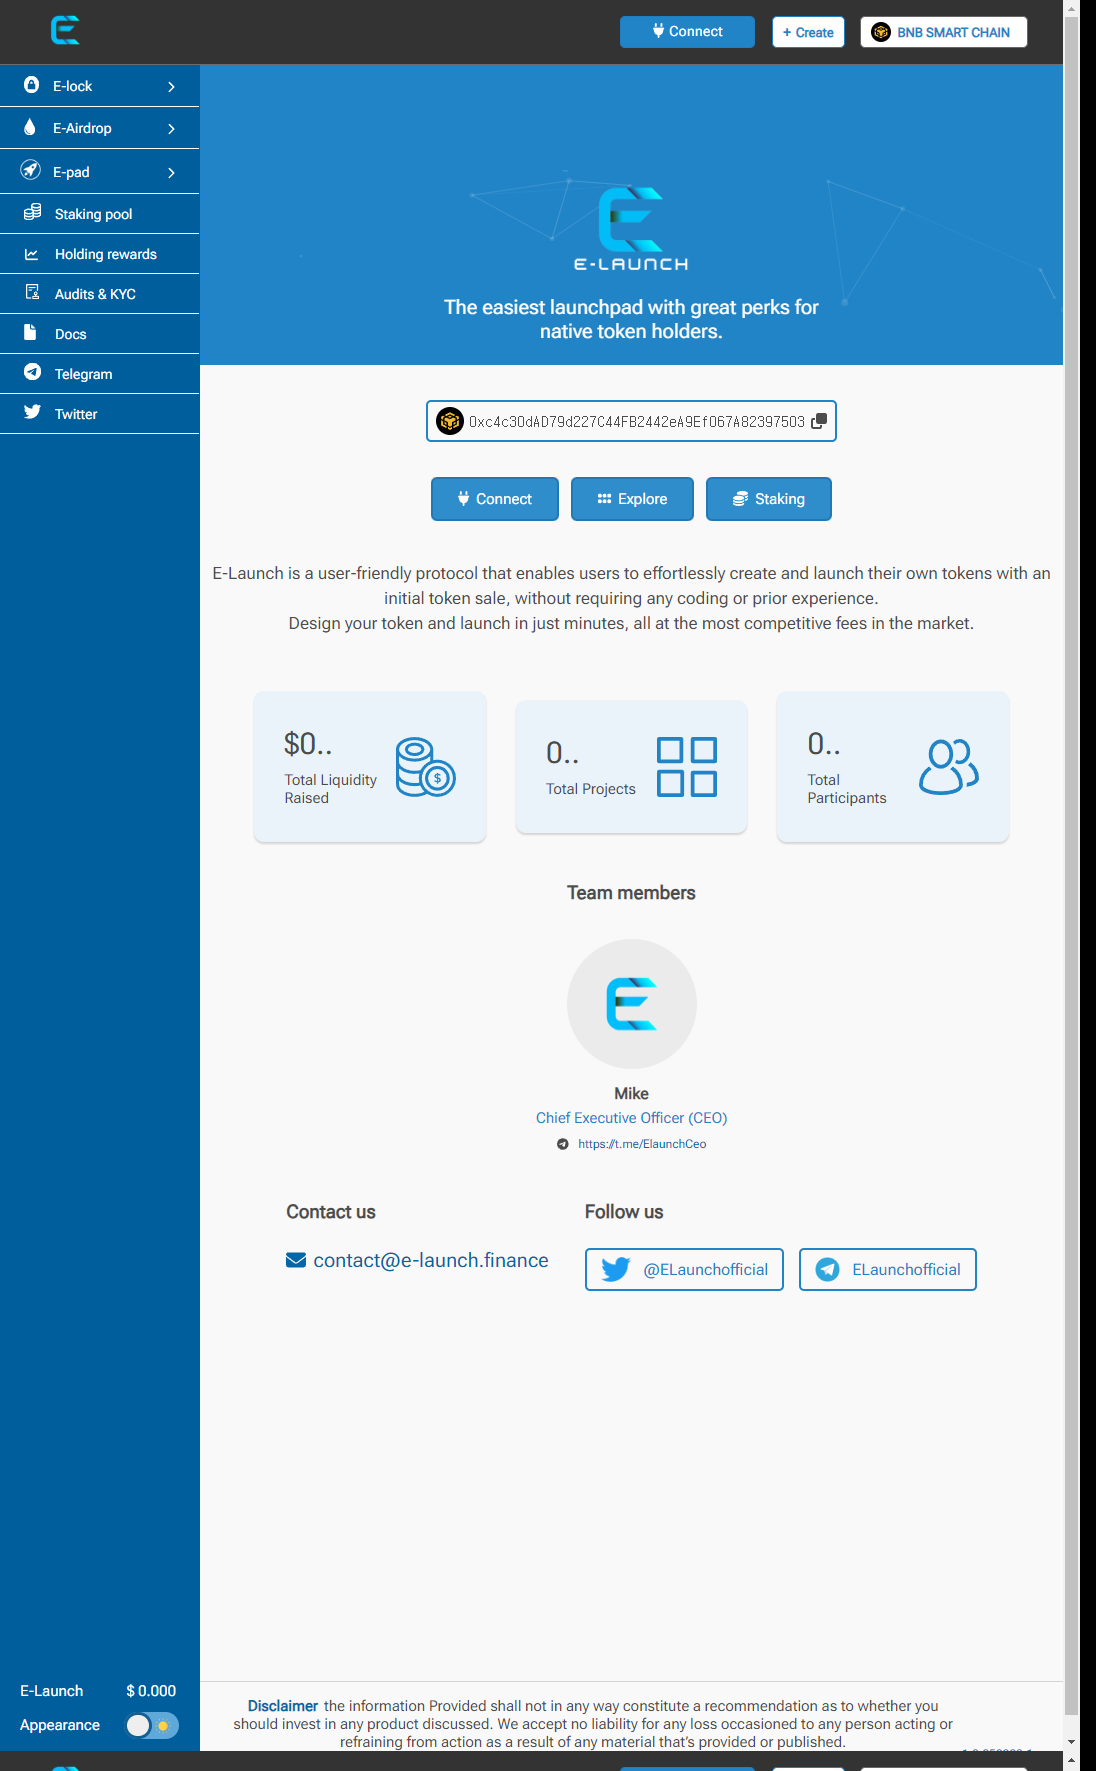 Connect
+ Create
BNB SMART CHAIN
E-lock
E-Airdrop
E-pad
Staking pool
Holding rewards
Audits & KYC
Docs
Telegram
Twitter
E-LAUNCH
The easiest launchpad with great perks for
native token holders.
0xc4c30dAD79d227C44FB2442eA9Ef067A82397503
Connect
Explore
Staking
E-Launch is a user-friendly protocol that enables users to effortlessly create and launch their own tokens with an
initial token sale, without requiring any coding or prior experience.
Design your token and launch in just minutes, all at the most competitive fees in the market.
$0..
Total Liquidity
Raised
0..
Total Projects
0..
Total
Participants
Team members
Mike
Chief Executive Officer (CEO)
https://t.me/ElaunchCeo
Contact us
contact@e-launch.finance
Follow us
@ELaunchofficial
ELaunchofficial
E-Launch $ 0.000
Appearance
Disclaimer the information Provided shall not in any way constitute a recommendation as to whether you
should invest in any product discussed. We accept no liability for any loss occasioned to any person acting or
refraining from action as a result of any material that's provided or published.